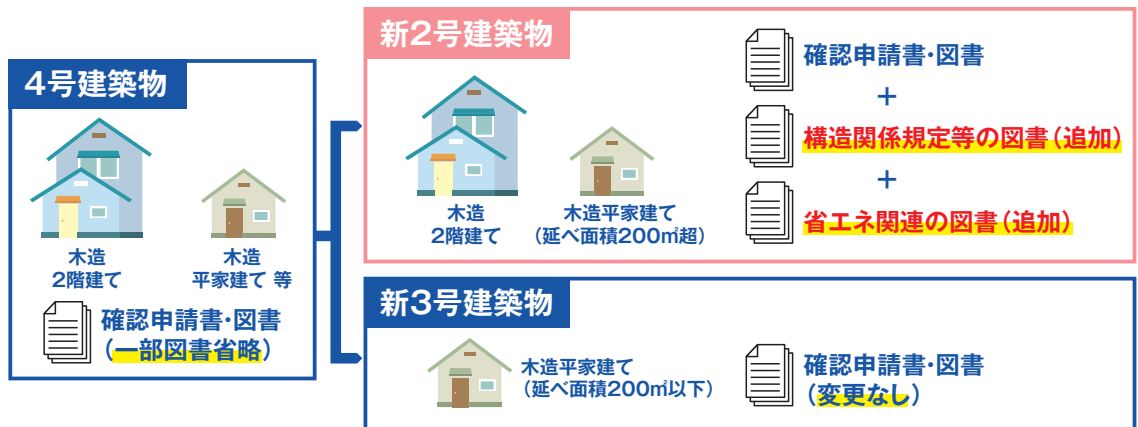 4号建築物
木造
2階建て
木造
平家建て 等
確認申請書・図書
（一部図書省略）
新2号建築物
木造
2階建て
木造平家建て
（延べ面積200㎡超）
確認申請書・図書
＋
構造関係規定等の図書（追加）
＋
省エネ関連の図書（追加）
新3号建築物
木造平家建て
（延べ面積200㎡以下）
確認申請書・図書
（変更なし）